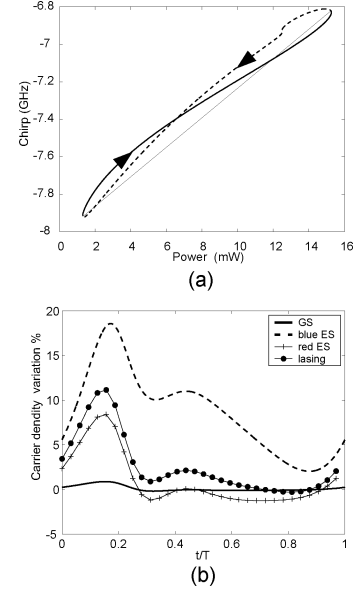 -6.8
-7
-7.2
-7.4
-7.6
-7.8
-8
Chirp (GHz)
0 2 4 6 8 10 12 14 16
Power (mW)
(a)
20
15
10
5
0
-5
Carrier dendity variation %
GS
blue ES
red ES
lasing
0 0.2 0.4 0.6 0.8 1
t/T
(b)